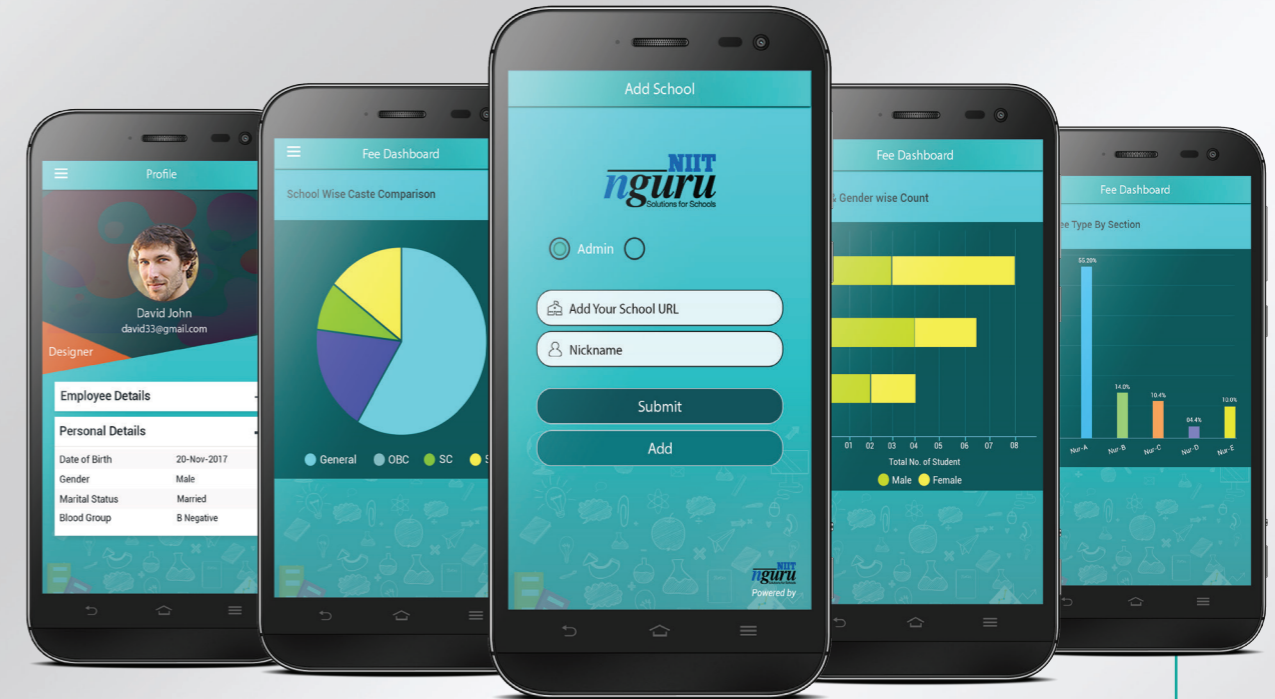 Profile
David John
david33@gmail.com
Designer
Employee Details
Personal Details
Date of Birth 20-Nov-2017
Gender Male
Marital Status Married
Blood Group B Negative
Fee Dashboard
School Wise Caste Comparison
General OBC SC
Add School
NIIT
nguru
Solutions for Schools
Admin
Add Your School URL
Nickname
Submit
Add
NIIT
nguru
Solutions for Schools
Powered by
Fee Dashboard
& Gender wise Count
01 02 03 04 05 06 07 08
Total No. of Student
Male Female
Fee Dashboard
Type By Section
55.20%
14.0%
10.4%
64.4%
10.0%
Nur-A Nur-B Nur-C Nur-D Nur-E